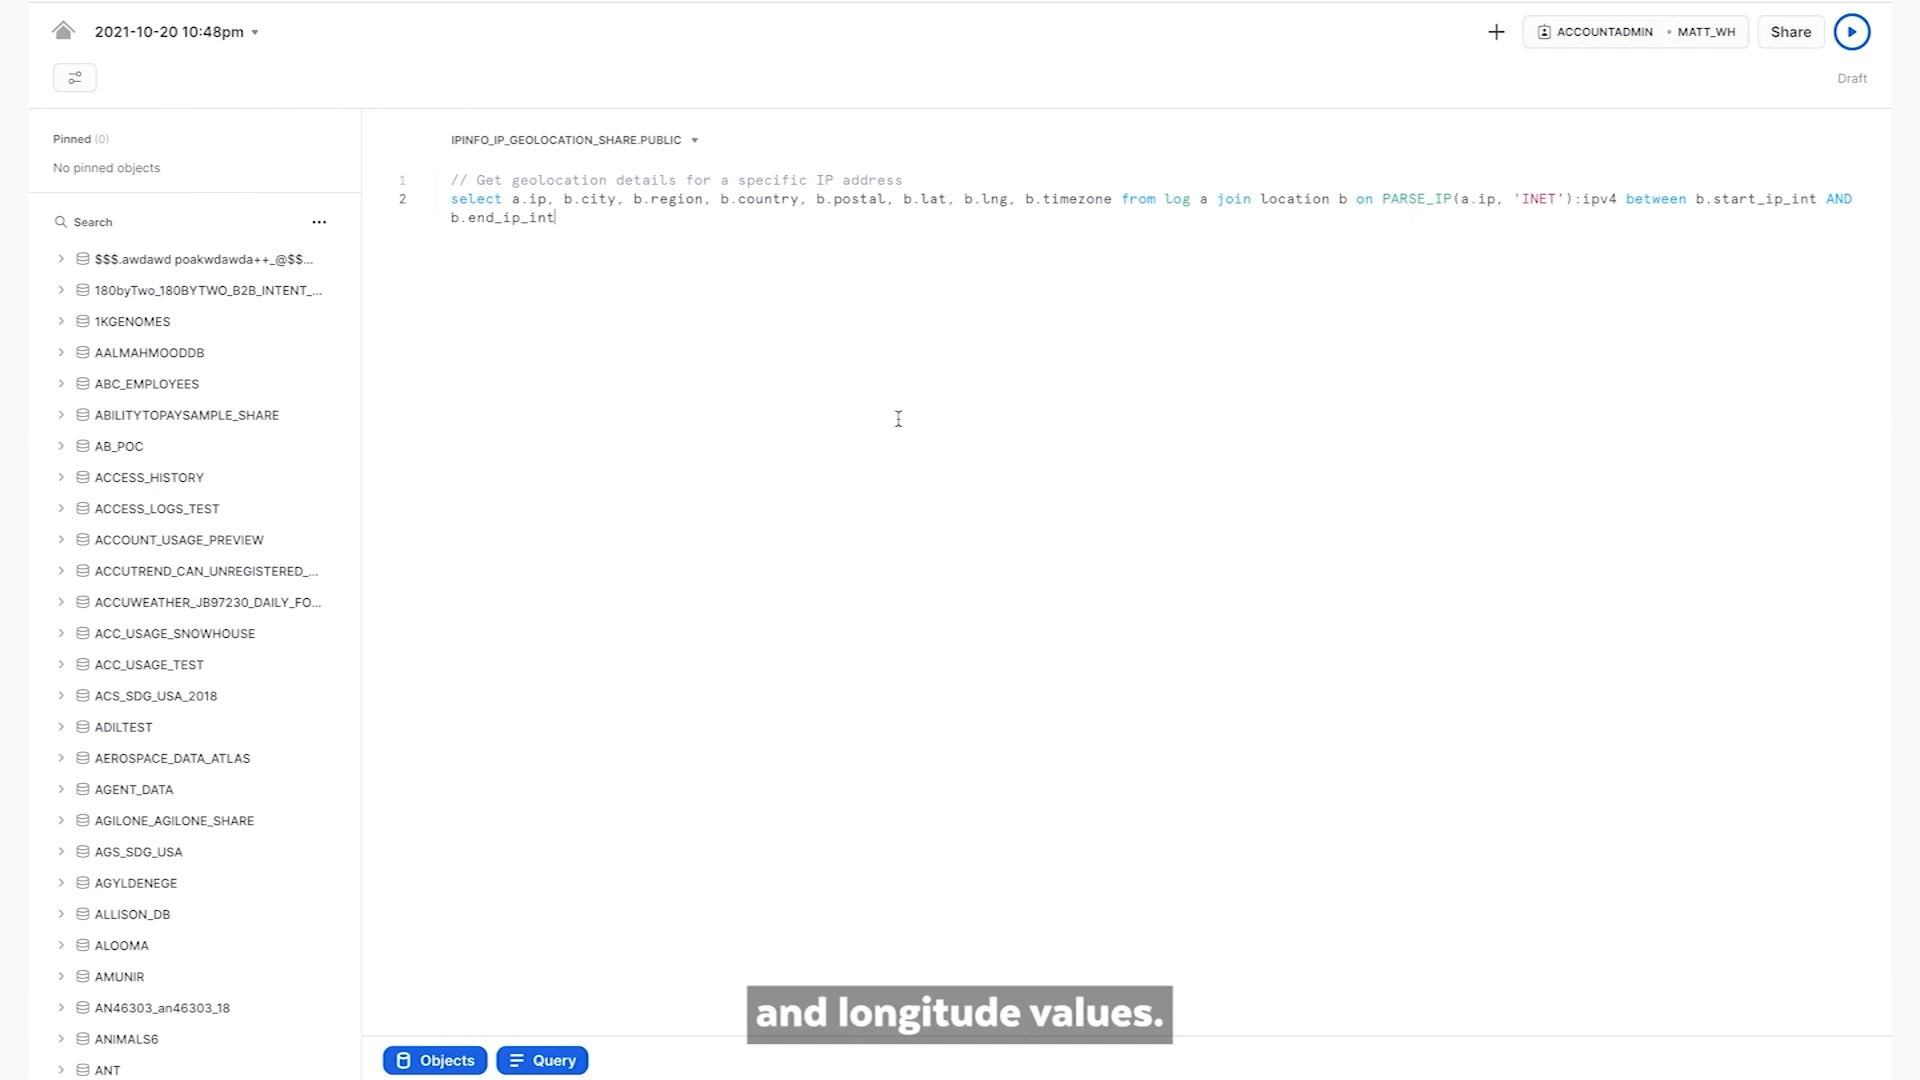 2021-10-20 10:48pm
ACCOUNTADMIN • MATT_WH
Share
Draft
Pinned (0)
No pinned objects
Search
$$$.awdawd poakwdawda++_@$$...
180byTwo_180BYTWO_B2B_INTENT_...
1KGENOMES
AALMAHMOODDB
ABC_EMPLOYEES
ABILITYTOPAYSAMPLE_SHARE
AB_POC
ACCESS_HISTORY
ACCESS_LOGS_TEST
ACCOUNT_USAGE_PREVIEW
ACCUTREND_CAN_UNREGISTERED_...
ACCUWEATHER_JB97230_DAILY_FO...
ACC_USAGE_SNOWHOUSE
ACC_USAGE_TEST
ACS_SDG_USA_2018
ADILTEST
AEROSPACE_DATA_ATLAS
AGENT_DATA
AGILONE_AGILONE_SHARE
AGS_SDG_USA
AGYLDENEGE
ALLISON_DB
ALOOMA
AMUNIR
AN46303_an46303_18
ANIMALS6
ANT
IPINFO_IP_GEOLOCATION_SHARE.PUBLIC
1 // Get geolocation details for a specific IP address
2 select a.ip, b.city, b.region, b.country, b.postal, b.lat, b.lng, b.timezone from log a join location b on PARSE_IP(a.ip, 'INET'):ipv4 between b.start_ip_int AND
b.end_ip_int
and longitude values.
Objects
Query